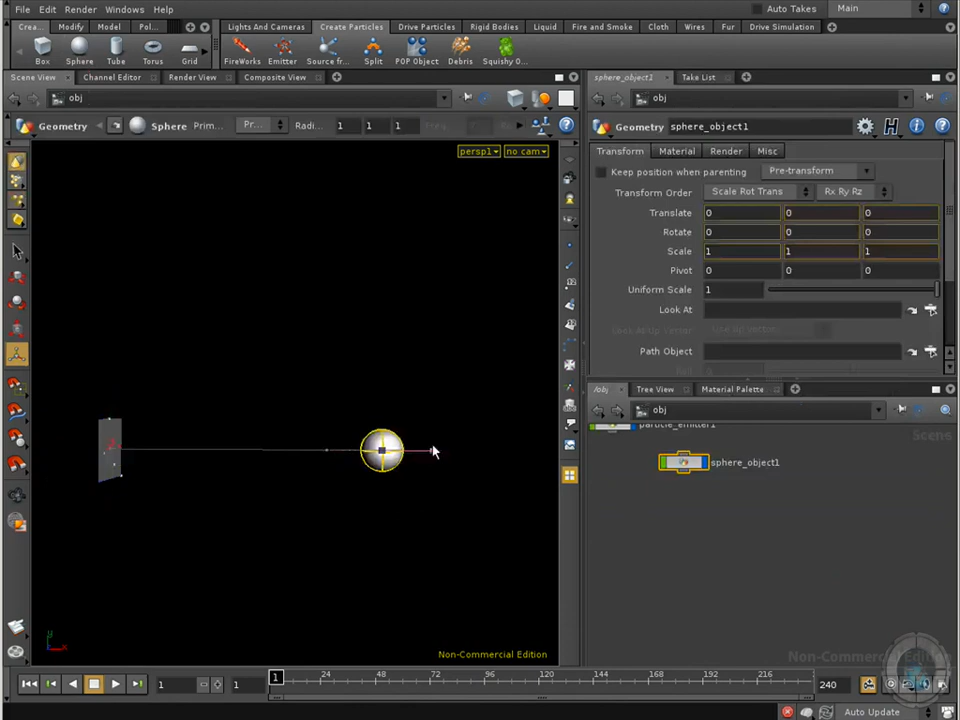 File Edit Render Windows Help Auto Takes Main
Crea... Modify Model Pol... Lights And Cameras Create Particles Drive Particles Rigid Bodies Liquid Fire and Smoke Cloth Wires Fur Drive Simulation
Box Sphere Tube Torus Grid FireWorks Emitter Source fr... Split POP Object Debris Squishy O...
Scene View Channel Editor Render View Composite View sphere_object1 Take List
obj obj
Geometry Sphere Prim... Pr... Radi... 1 1 1 Geometry sphere_object1
persp1 no cam Transform Material Render Misc
Keep position when parenting Pre-transform
Transform Order Scale Rot Trans Rx Ry Rz
Translate 0 0 0
Rotate 0 0 0
Scale 1 1 1
Pivot 0 0 0
Uniform Scale 1
Look At
Path Object
/obj Tree View Material Palette
obj
particle_emitter1
Scene
sphere_object1
y
x
Non-Commercial Edition Non-Commercial Edition
1 1 1 24 48 72 96 120 144 168 192 216 240
Auto Update